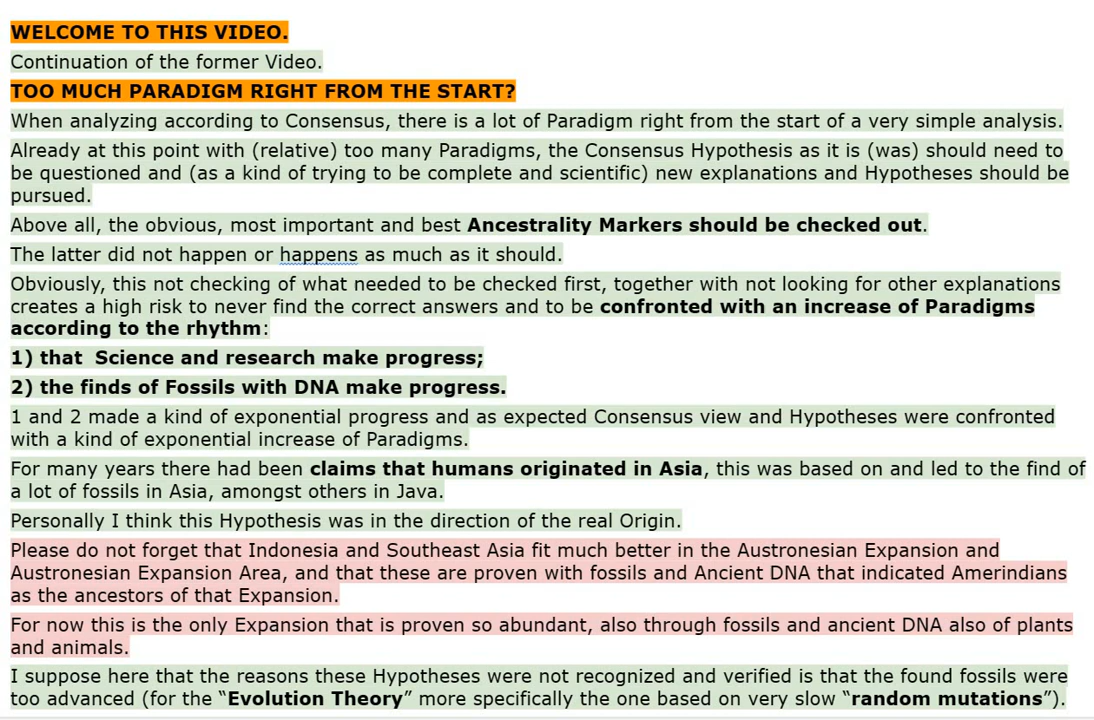 WELCOME TO THIS VIDEO.
Continuation of the former Video.
TOO MUCH PARADIGM RIGHT FROM THE START?
When analyzing according to Consensus, there is a lot of Paradigm right from the start of a very simple analysis.
Already at this point with (relative) too many Paradigms, the Consensus Hypothesis as it is (was) should need to
be questioned and (as a kind of trying to be complete and scientific) new explanations and Hypotheses should be
pursued.
Above all, the obvious, most important and best Ancestrality Markers should be checked out.
The latter did not happen or happens as much as it should.
Obviously, this not checking of what needed to be checked first, together with not looking for other explanations
creates a high risk to never find the correct answers and to be confronted with an increase of Paradigms
according to the rhythm:
1) that  Science and research make progress;
2) the finds of Fossils with DNA make progress.
1 and 2 made a kind of exponential progress and as expected Consensus view and Hypotheses were confronted
with a kind of exponential increase of Paradigms.
For many years there had been claims that humans originated in Asia, this was based on and led to the find of
a lot of fossils in Asia, amongst others in Java.
Personally I think this Hypothesis was in the direction of the real Origin.
Please do not forget that Indonesia and Southeast Asia fit much better in the Austronesian Expansion and
Austronesian Expansion Area, and that these are proven with fossils and Ancient DNA that indicated Amerindians
as the ancestors of that Expansion.
For now this is the only Expansion that is proven so abundant, also through fossils and ancient DNA also of plants
and animals.
I suppose here that the reasons these Hypotheses were not recognized and verified is that the found fossils were
too advanced (for the “Evolution Theory” more specifically the one based on very slow “random mutations”).